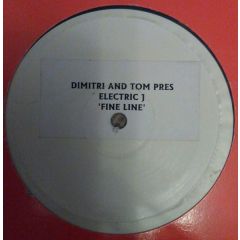 DIMITRI AND TOM PRES
ELECTRIC J
'FINE LINE'